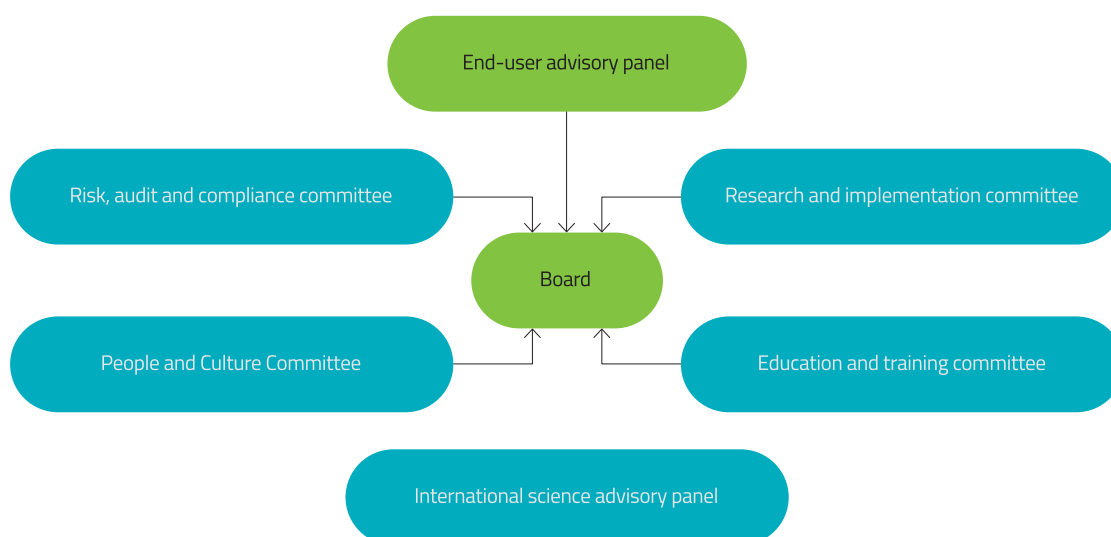 End-user advisory panel
Risk, audit and compliance committee
Research and implementation committee
Board
People and Culture Committee
Education and training committee
International science advisory panel